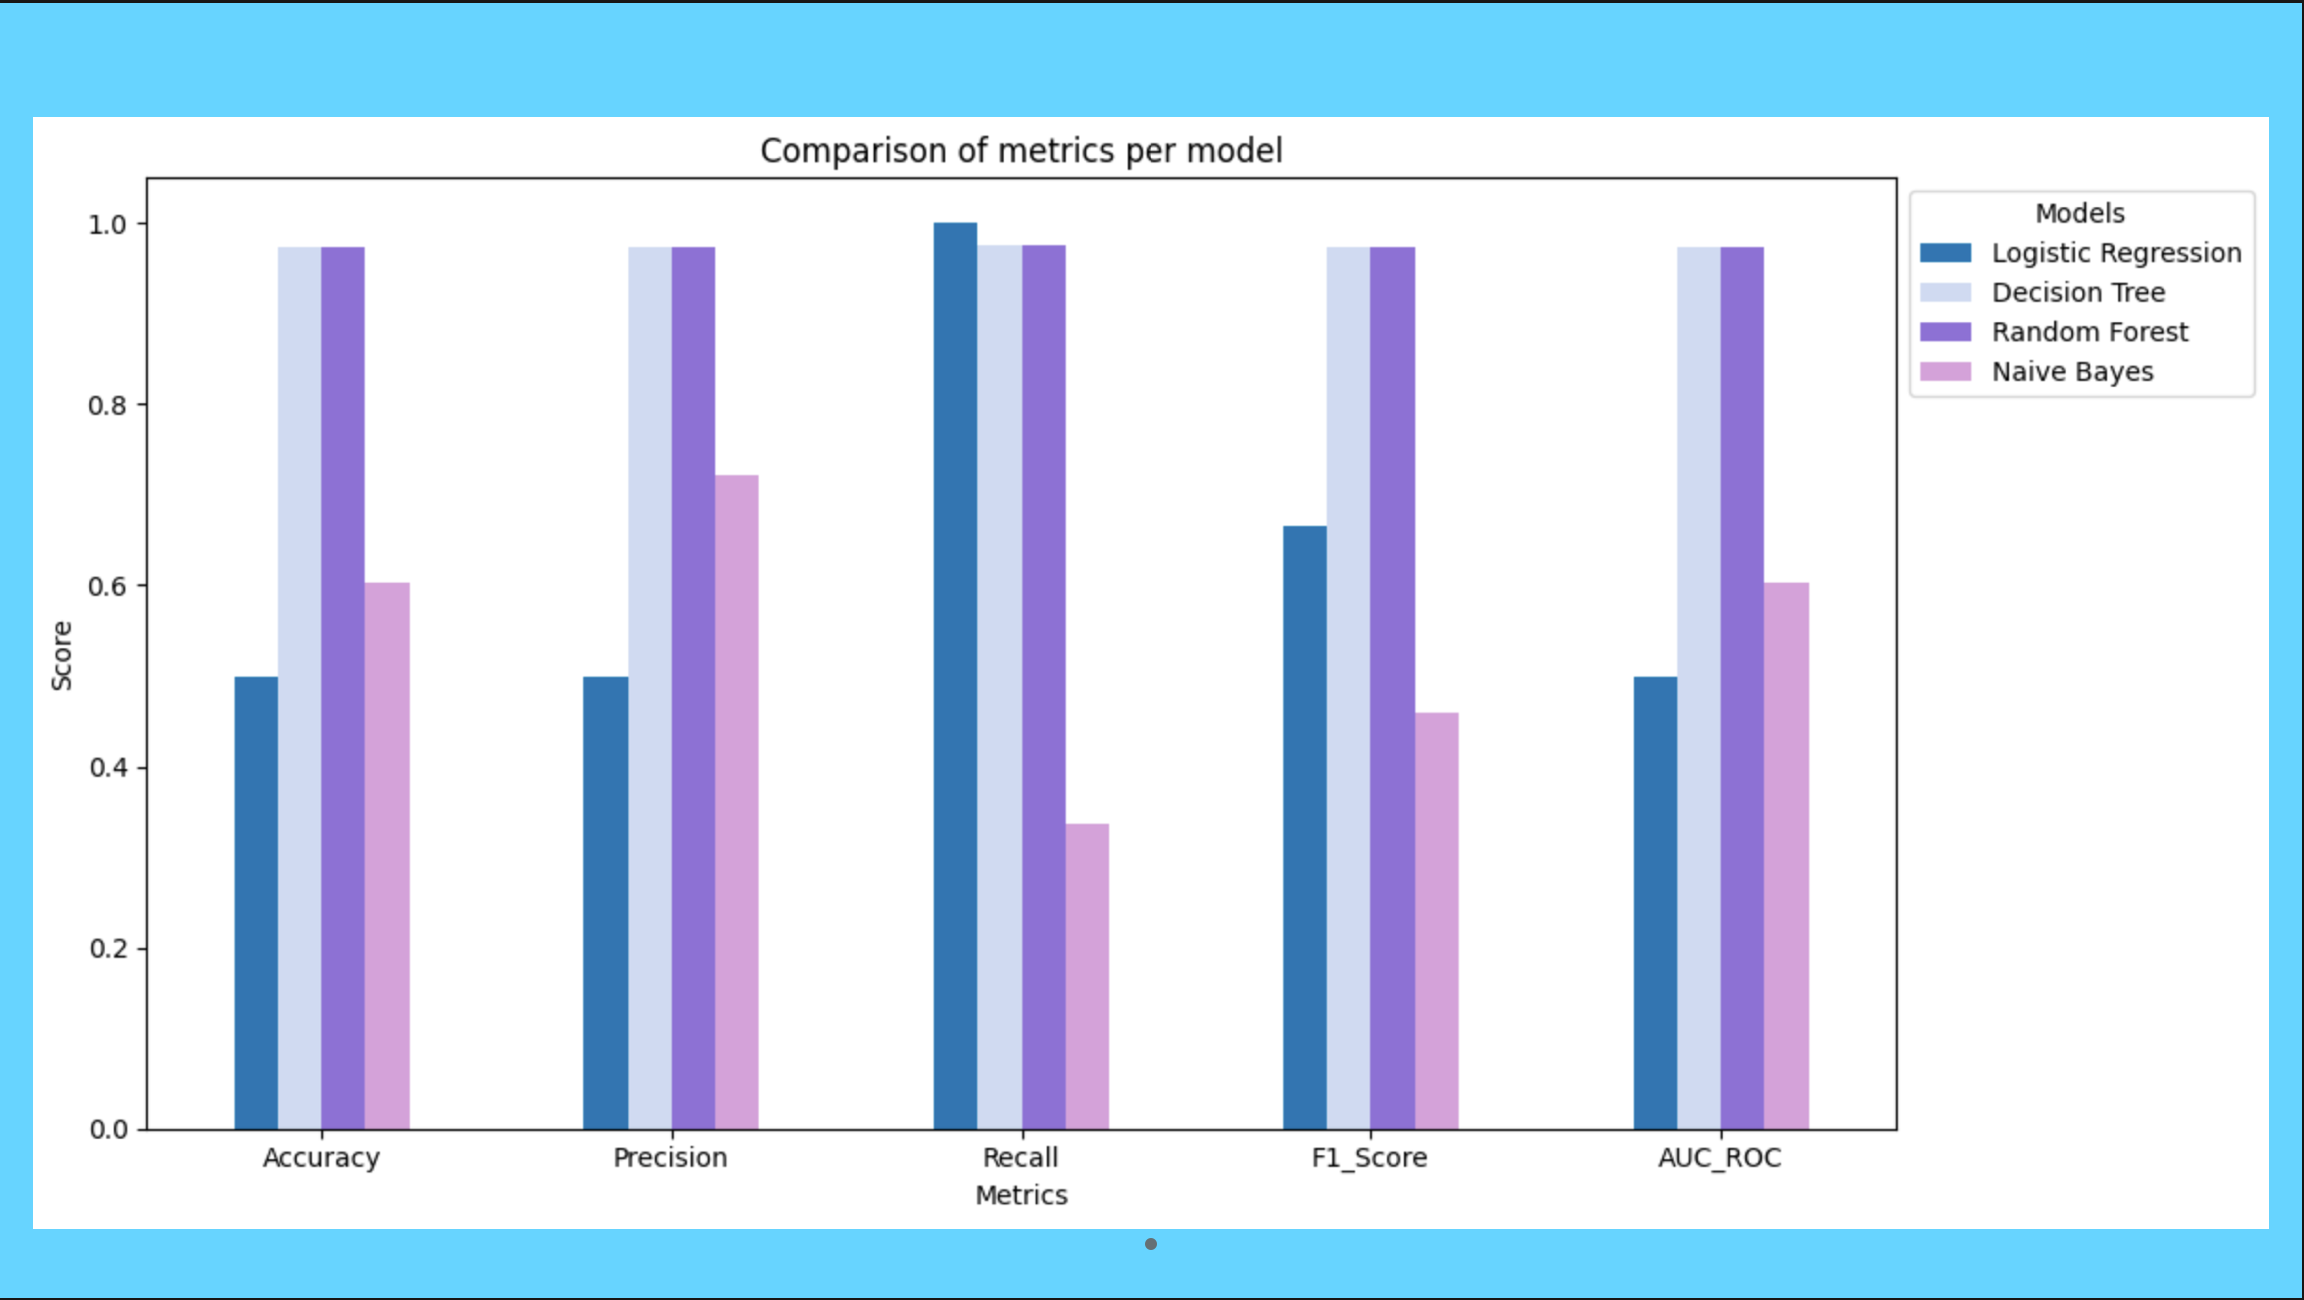 Comparison of metrics per model
Models
Logistic Regression
Decision Tree
Random Forest
Naive Bayes
1.0
0.8
0.6
0.4
0.2
0.0
Score
Accuracy
Precision
Recall
F1_Score
AUC_ROC
Metrics